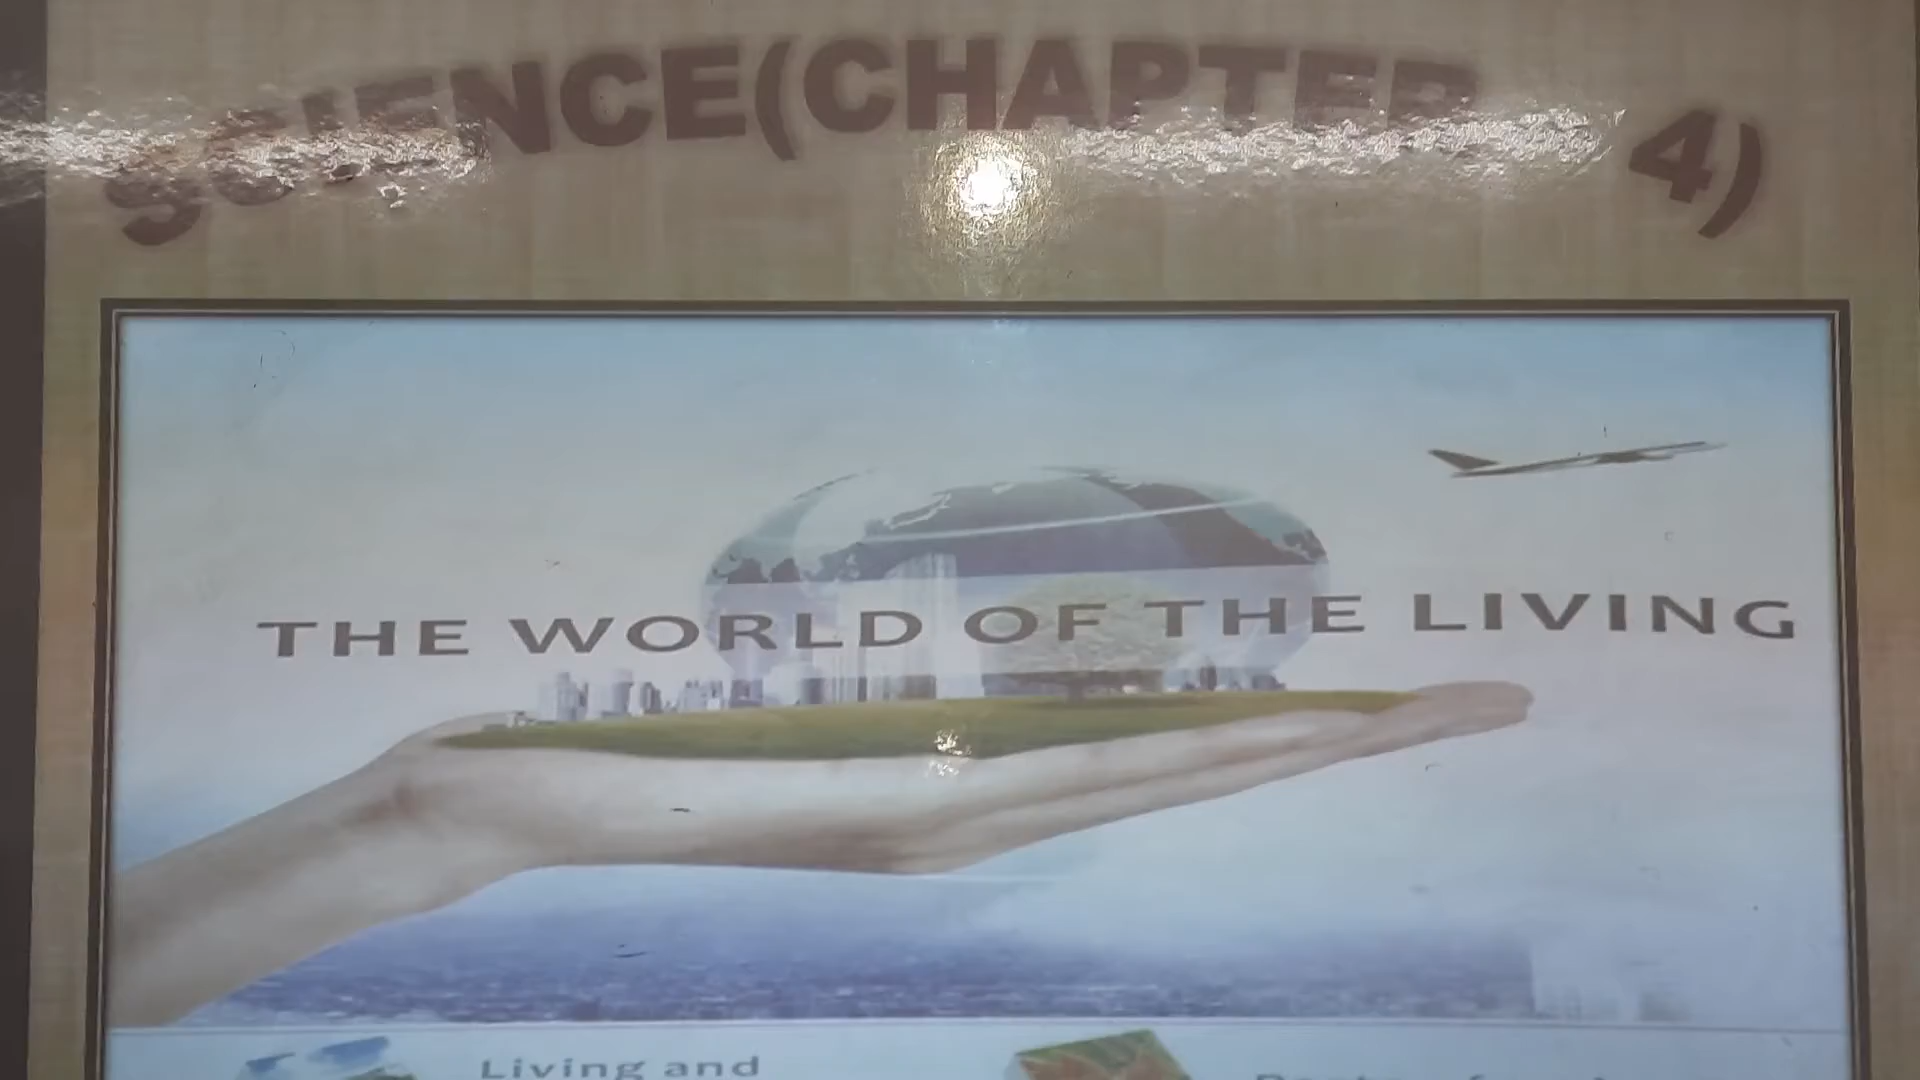 SCIENCE(CHAPTER 4)
THE WORLD OF THE LIVING
Living and